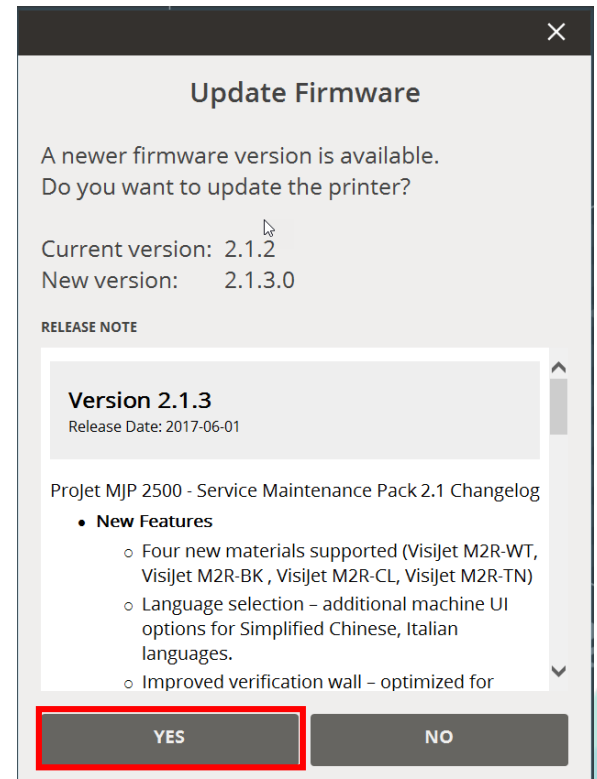 Update Firmware
A newer firmware version is available.
Do you want to update the printer?
Current version: 2.1.2
New version: 2.1.3.0
RELEASE NOTE
Version 2.1.3
Release Date: 2017-06-01
ProJet MJP 2500 - Service Maintenance Pack 2.1 Changelog
• New Features
○ Four new materials supported (VisiJet M2R-WT,
VisiJet M2R-BK , VisiJet M2R-CL, VisiJet M2R-TN)
○ Language selection – additional machine UI
options for Simplified Chinese, Italian
languages.
○ Improved verification wall – optimized for
YES NO